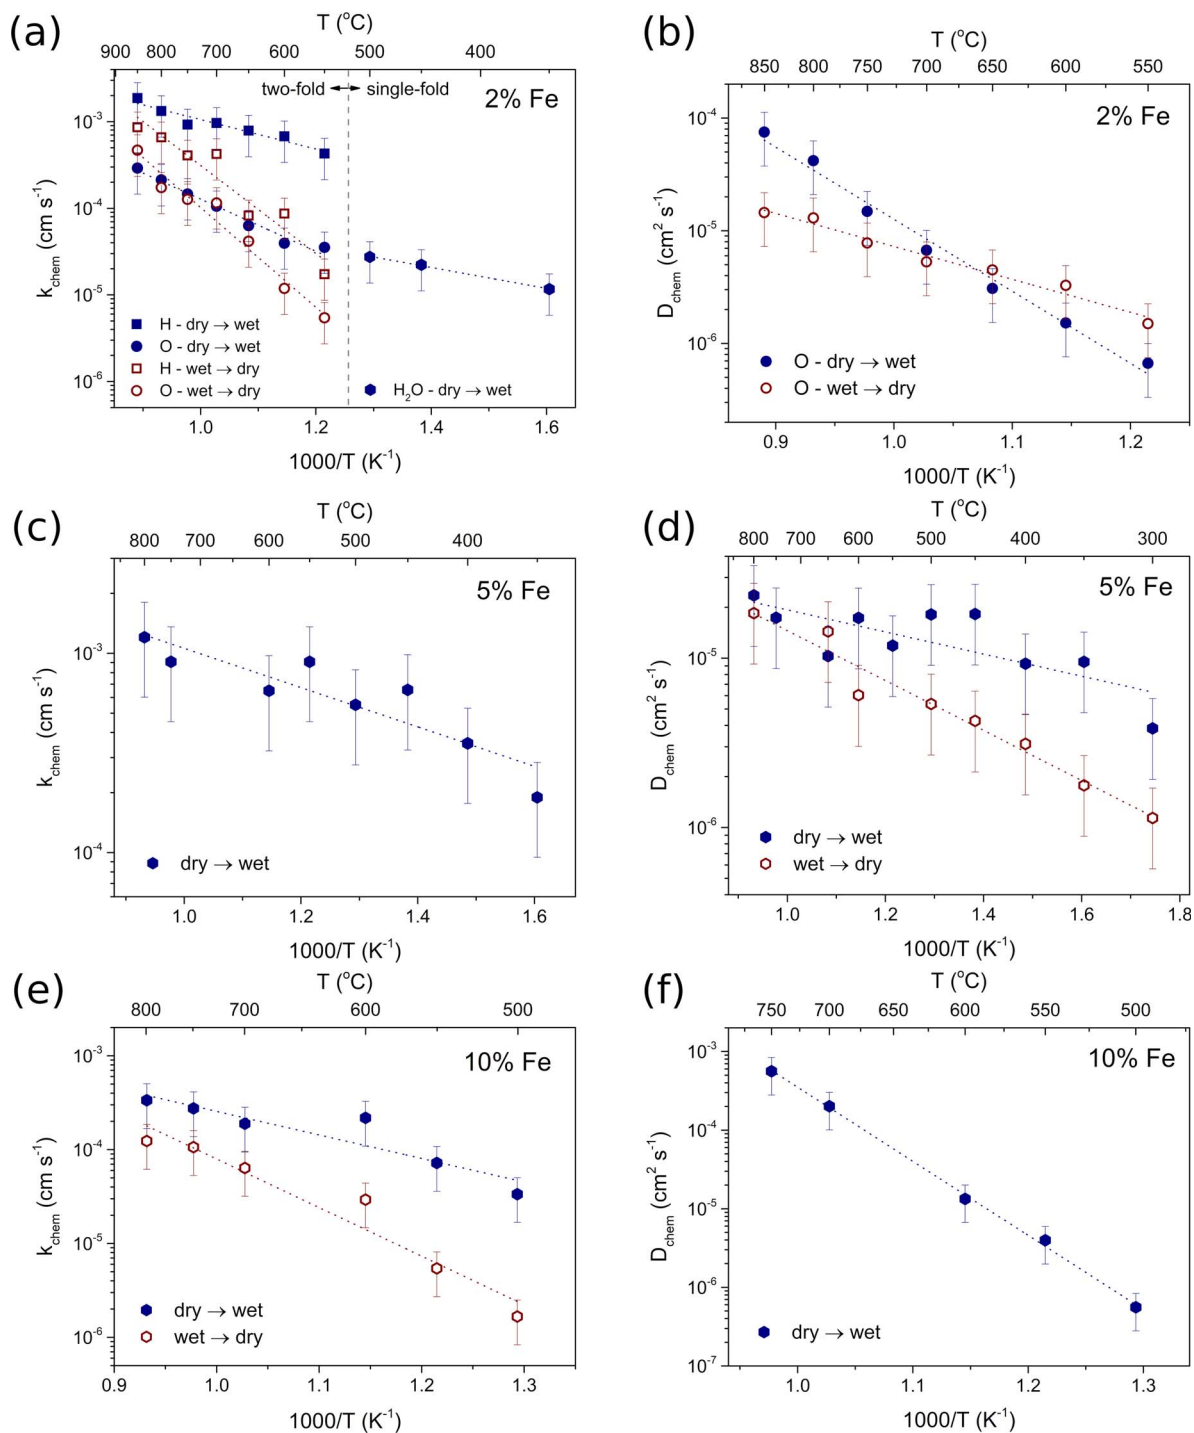 (a)
T (°C)
900 800 700 600 500 400
two-fold ◄-► single-fold
2% Fe
k_chem (cm s⁻¹)
10⁻³
10⁻⁴
10⁻⁵
10⁻⁶
H - dry → wet
O - dry → wet
H - wet → dry
O - wet → dry
H₂O - dry → wet
1.0 1.2 1.4 1.6
1000/T (K⁻¹)
(b)
T (°C)
850 800 750 700 650 600 550
2% Fe
D_chem (cm² s⁻¹)
10⁻⁴
10⁻⁵
10⁻⁶
O - dry → wet
O - wet → dry
0.9 1.0 1.1 1.2
1000/T (K⁻¹)
(c)
T (°C)
800 700 600 500 400
5% Fe
k_chem (cm s⁻¹)
10⁻³
10⁻⁴
dry → wet
1.0 1.2 1.4 1.6
1000/T (K⁻¹)
(d)
T (°C)
800 700 600 500 400 300
5% Fe
D_chem (cm² s⁻¹)
10⁻⁵
10⁻⁶
dry → wet
wet → dry
1.0 1.2 1.4 1.6 1.8
1000/T (K⁻¹)
(e)
T (°C)
800 700 600 500
10% Fe
k_chem (cm s⁻¹)
10⁻³
10⁻⁴
10⁻⁵
10⁻⁶
dry → wet
wet → dry
0.9 1.0 1.1 1.2 1.3
1000/T (K⁻¹)
(f)
T (°C)
750 700 650 600 550 500
10% Fe
D_chem (cm² s⁻¹)
10⁻³
10⁻⁴
10⁻⁵
10⁻⁶
10⁻⁷
dry → wet
1.0 1.1 1.2 1.3
1000/T (K⁻¹)